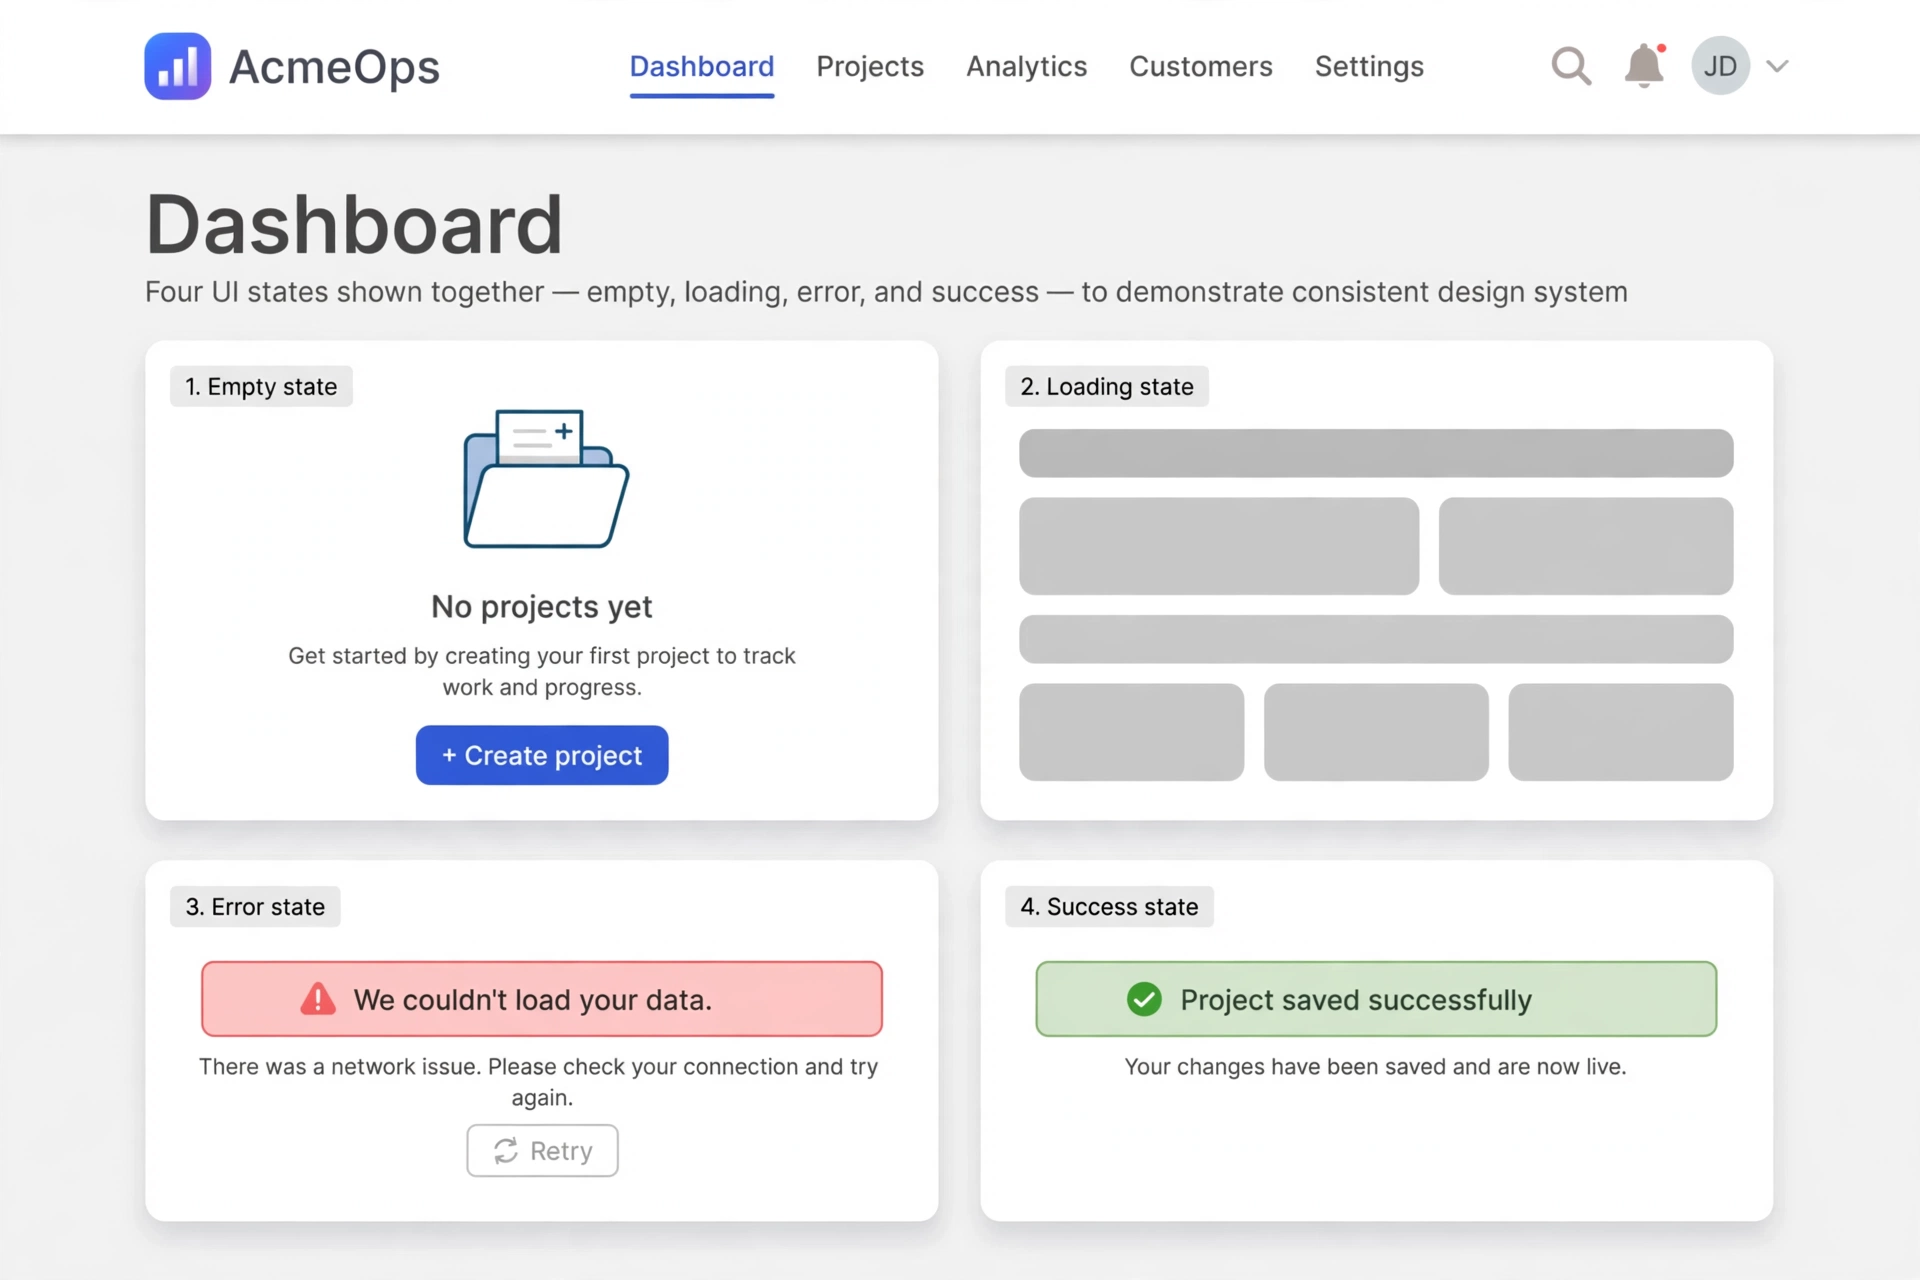 AcmeOps
Dashboard
Projects
Analytics
Customers
Settings
JD
Dashboard
Four UI states shown together — empty, loading, error, and success — to demonstrate consistent design system
1. Empty state
No projects yet
Get started by creating your first project to track
work and progress.
+ Create project
2. Loading state
3. Error state
We couldn't load your data.
There was a network issue. Please check your connection and try
again.
Retry
4. Success state
Project saved successfully
Your changes have been saved and are now live.